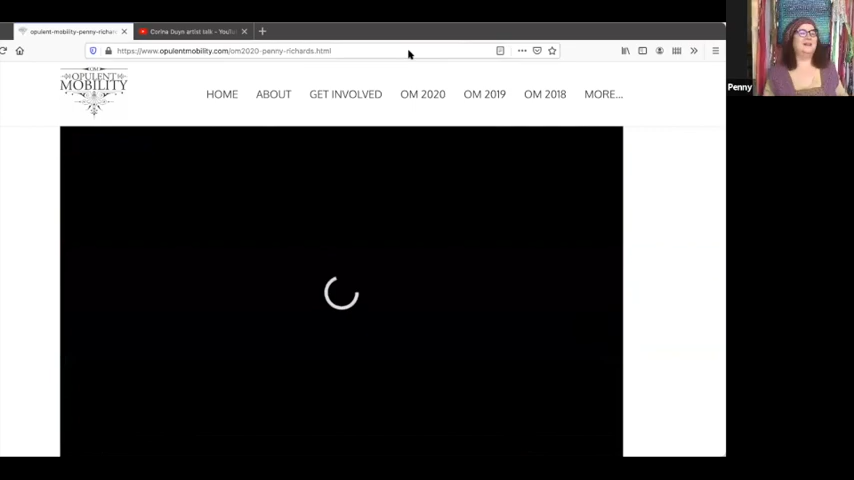 opulent-mobility-penny-richar
Corina Duyn artist talk - YouTu
https://www.opulentmobility.com/om2020-penny-richards.html
OPULENT
MOBILITY
HOME ABOUT GET INVOLVED OM 2020 OM 2019 OM 2018 MORE...
Penny